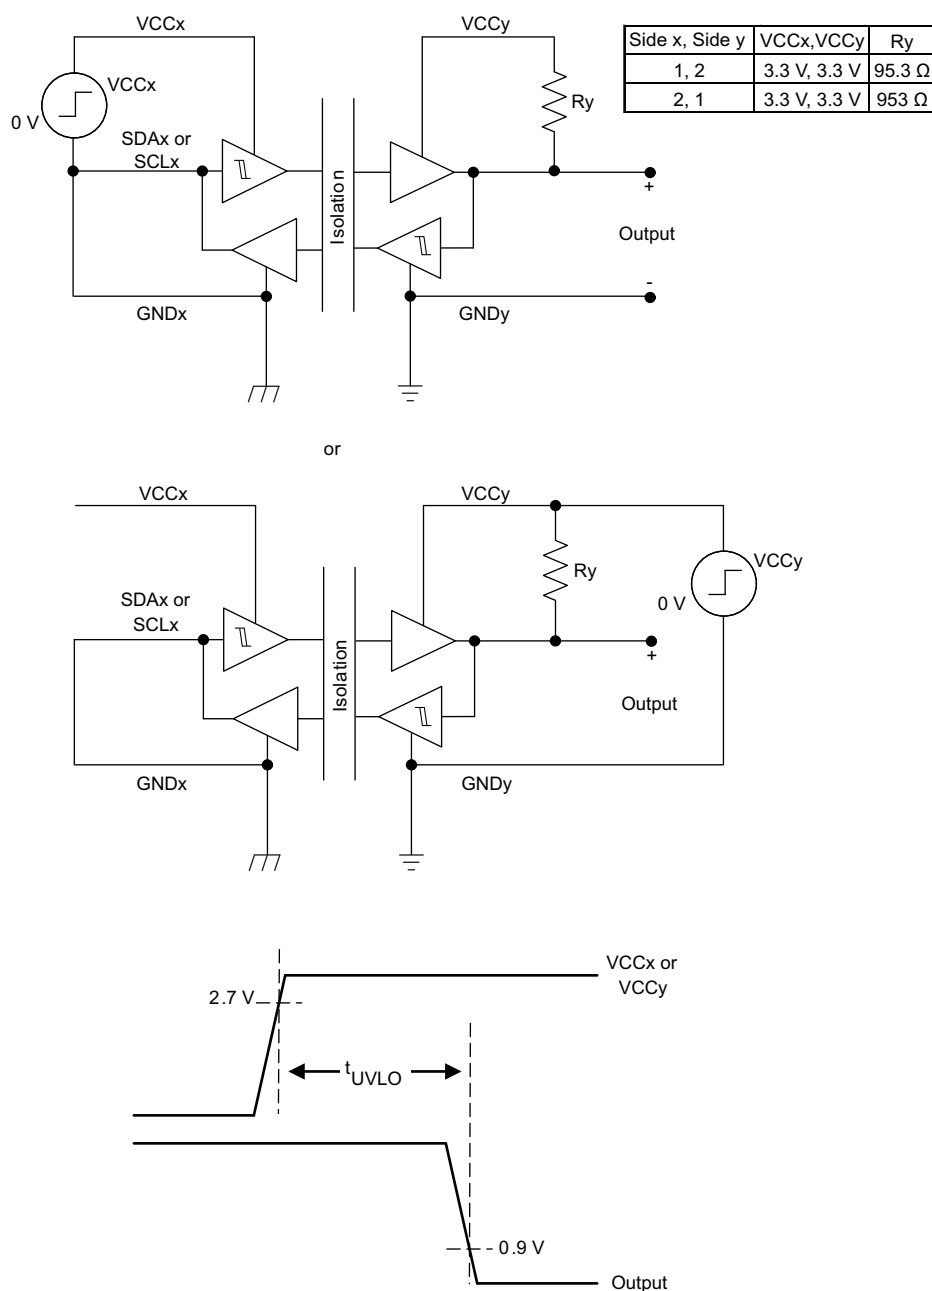 VCCx
VCCy
Side x, Side y VCCx,VCCy Ry
1, 2 3.3 V, 3.3 V 95.3 Ω
2, 1 3.3 V, 3.3 V 953 Ω
VCCx
0 V
Ry
SDAx or
SCLx
Isolation
+
Output
-
GNDx
GNDy
or
VCCx
VCCy
Ry
VCCy
0 V
SDAx or
SCLx
Isolation
+
Output
GNDx
GNDy
VCCx or
VCCy
2.7 V
tUVLO
0.9 V
Output